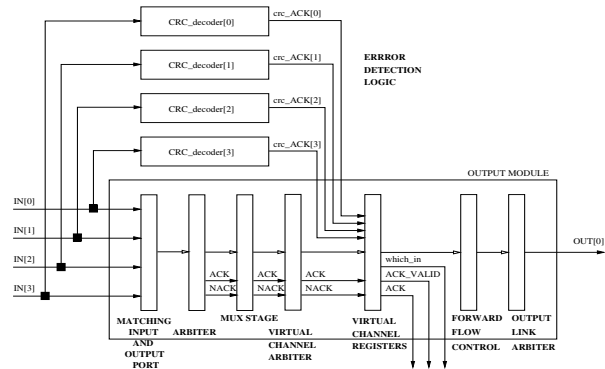 CRC_decoder[0]
crc_ACK[0]
CRC_decoder[1]
crc_ACK[1]
ERRROR
DETECTION
LOGIC
CRC_decoder[2]
crc_ACK[2]
CRC_decoder[3]
crc_ACK[3]
OUTPUT MODULE
IN[0]
IN[1]
IN[2]
IN[3]
OUT[0]
which_in
ACK ACK ACK ACK_VALID
NACK NACK NACK ACK
MATCHING
INPUT
AND
OUTPUT
PORT
ARBITER
MUX STAGE
VIRTUAL
CHANNEL
ARBITER
VIRTUAL
CHANNEL
REGISTERS
FORWARD
FLOW
CONTROL
OUTPUT
LINK
ARBITER